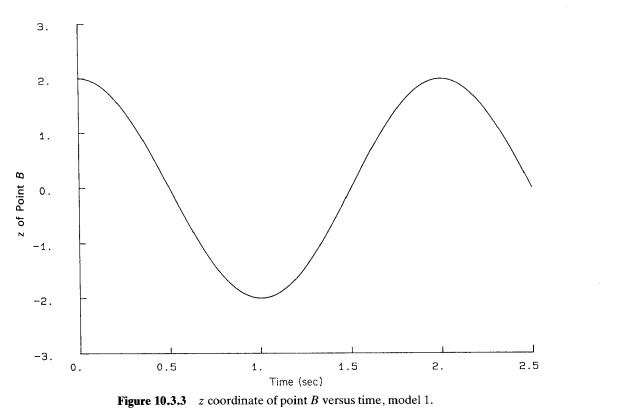 3.
2.
1.
0.
-1.
-2.
-3.
z of Point B
0. 0.5 1. 1.5 2. 2.5
Time (sec)
Figure 10.3.3 z coordinate of point B versus time, model 1.